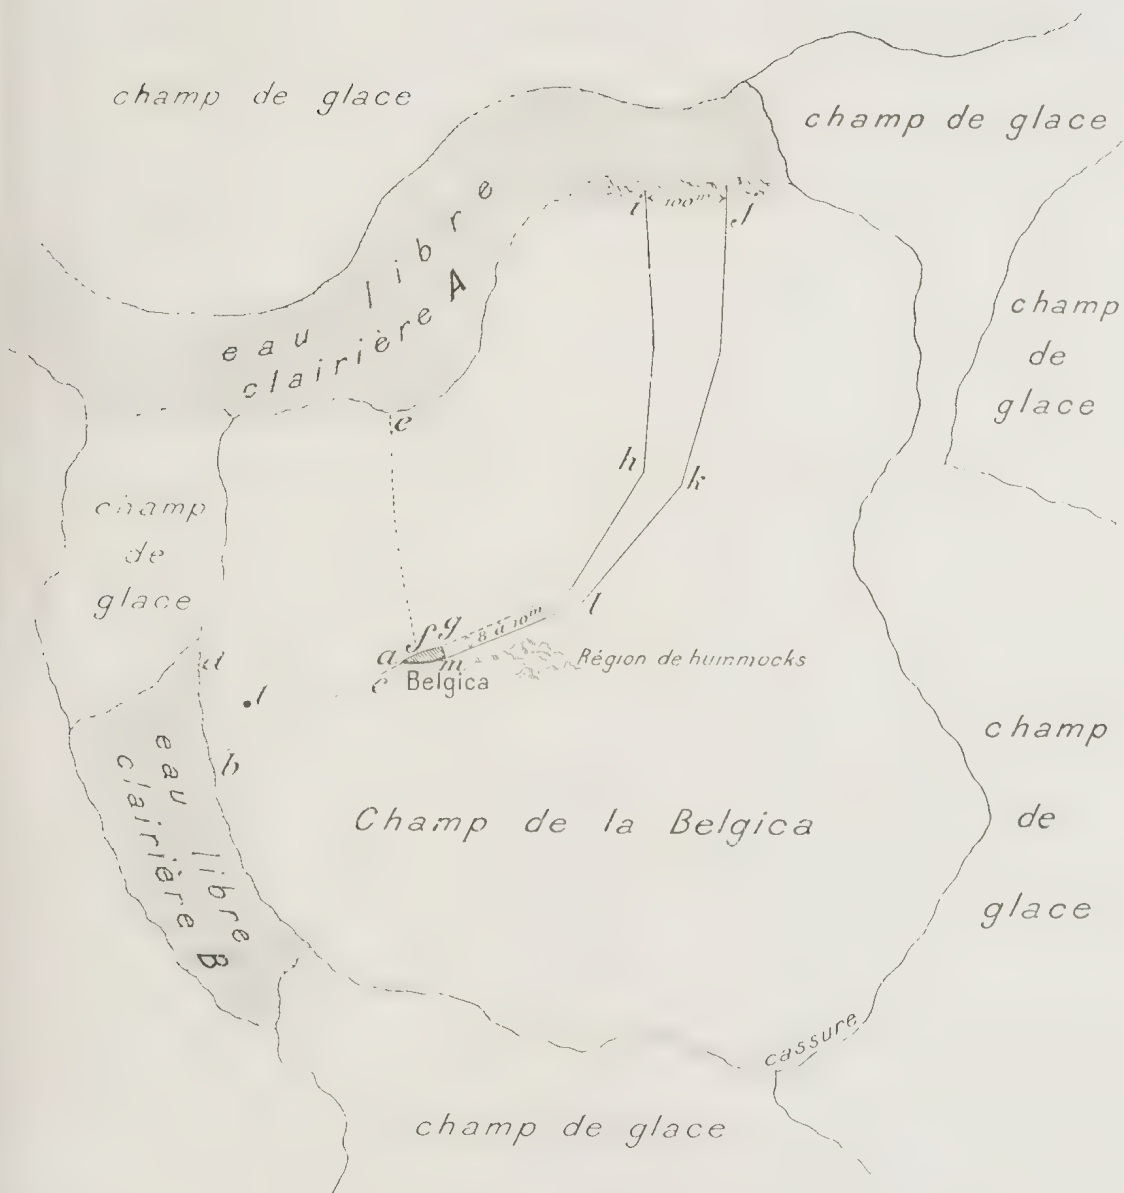 champ de glace
champ de glace
eau libre
clairière A
i 100m j
champ
de
glace
e
h
k
champ
de
glace
l
f g
8 à 10m
a
m
Région de hummocks
c
Belgica
d
b
eau libre
clairière B
champ
de
glace
Champ de la Belgica
cassure
champ de glace